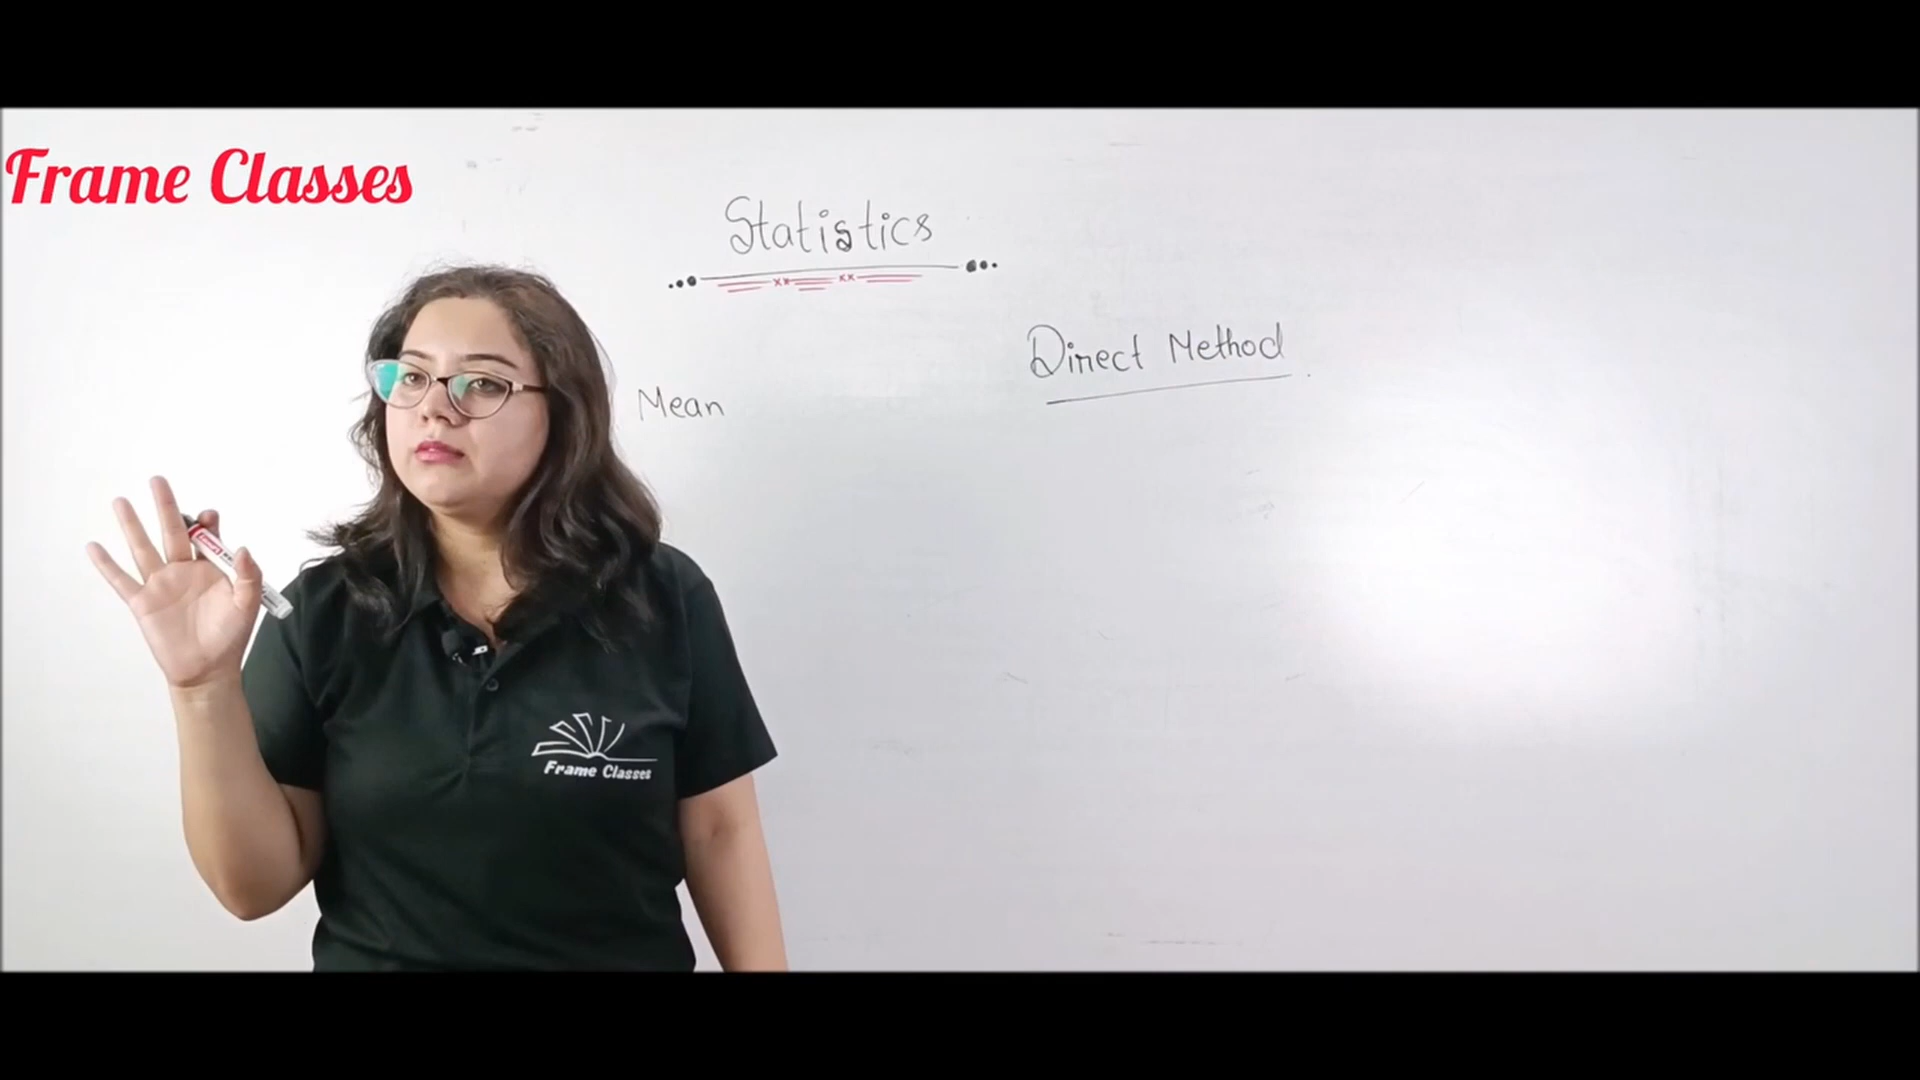 Frame Classes
Statistics
Direct Method
Mean
Frame Classes